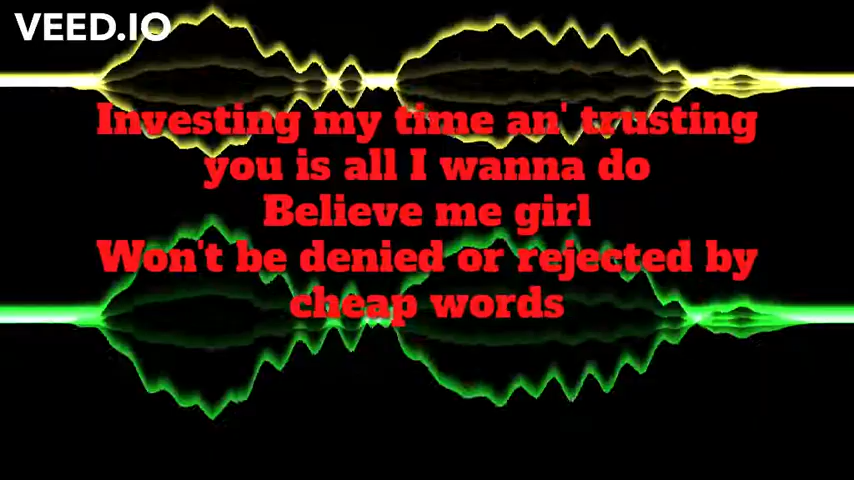 VEED.IO
Investing my time an' trusting
you is all I wanna do
Believe me girl
Won't be denied or rejected by
cheap words